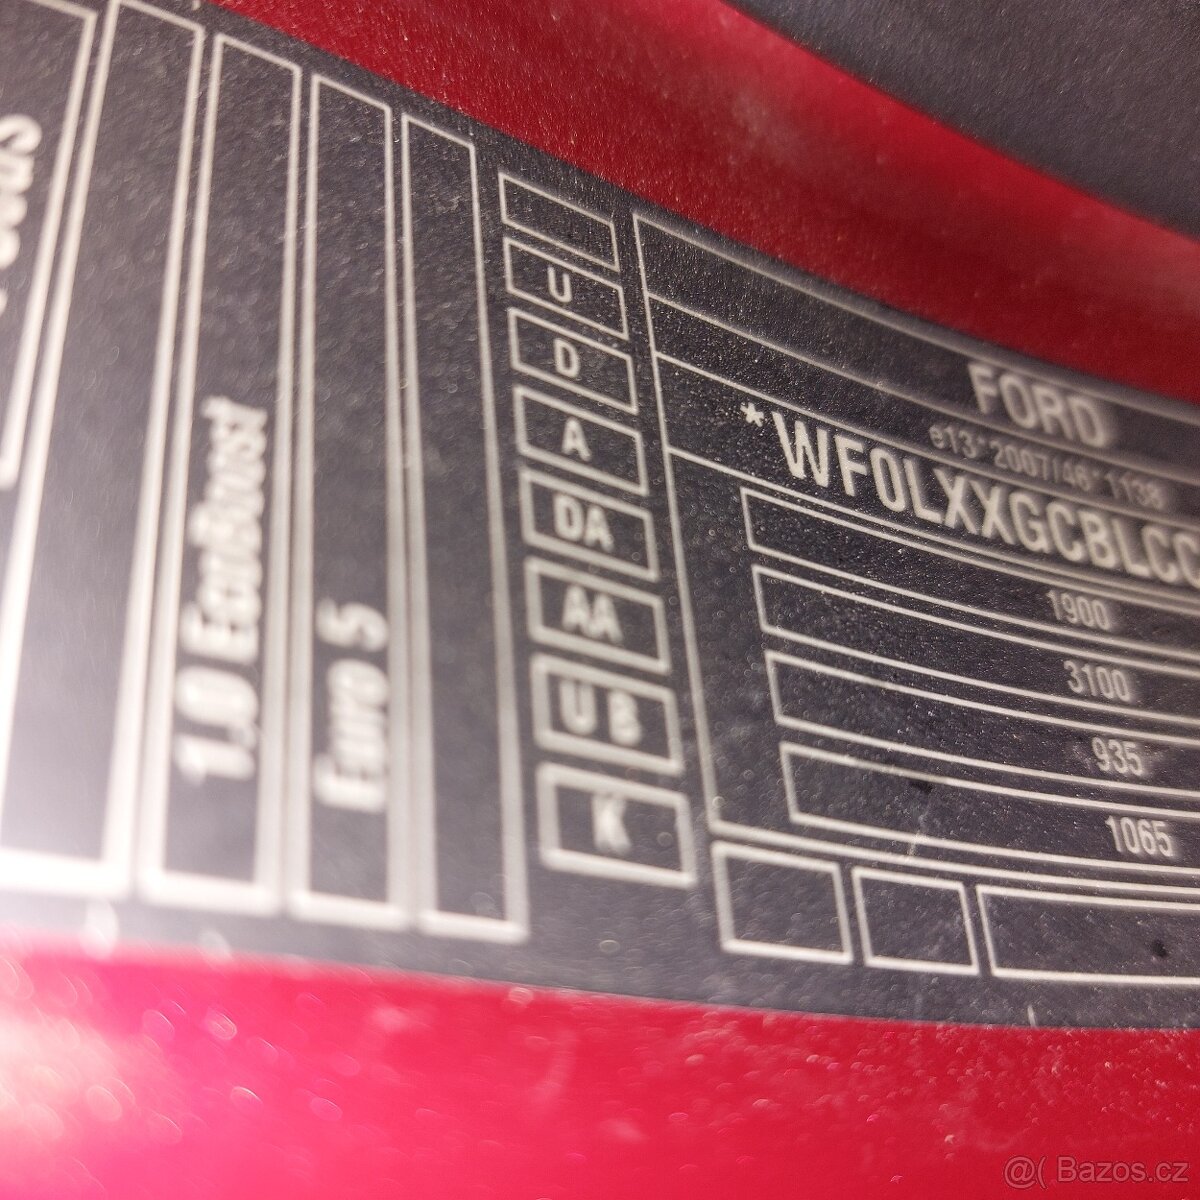 FORD
e13*2007/46*1138
*WF0LXXGCBLCC
1900
3100
935
1065
U
D
A
DA
AA
U B
K
1.0 EcoBoost
Euro 5
@( Bazos.cz